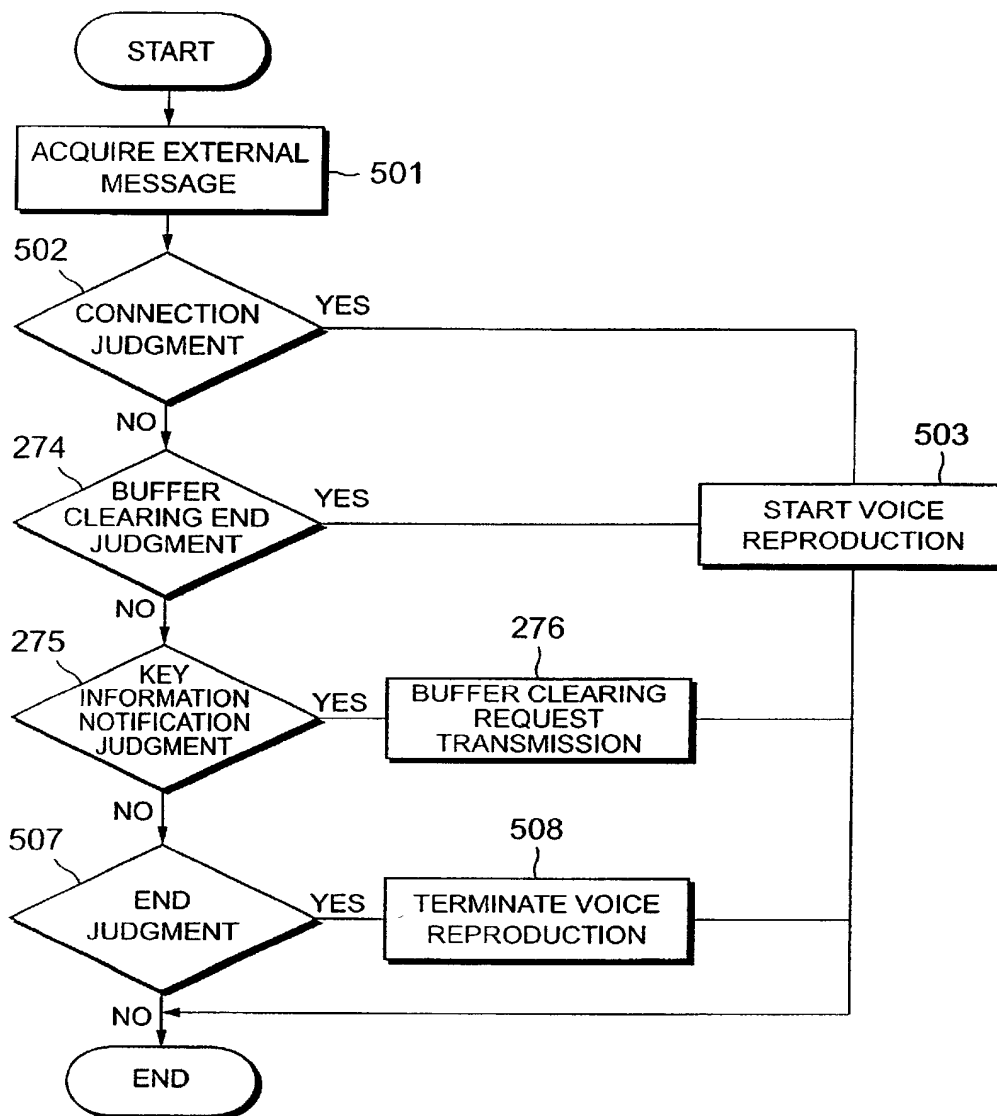 START
ACQUIRE EXTERNAL
MESSAGE
501
502
CONNECTION
JUDGMENT
YES
NO
503
START VOICE
REPRODUCTION
274
BUFFER
CLEARING END
JUDGMENT
YES
NO
275
KEY
INFORMATION
NOTIFICATION
JUDGMENT
YES
276
BUFFER CLEARING
REQUEST
TRANSMISSION
NO
507
END
JUDGMENT
YES
508
TERMINATE VOICE
REPRODUCTION
NO
END